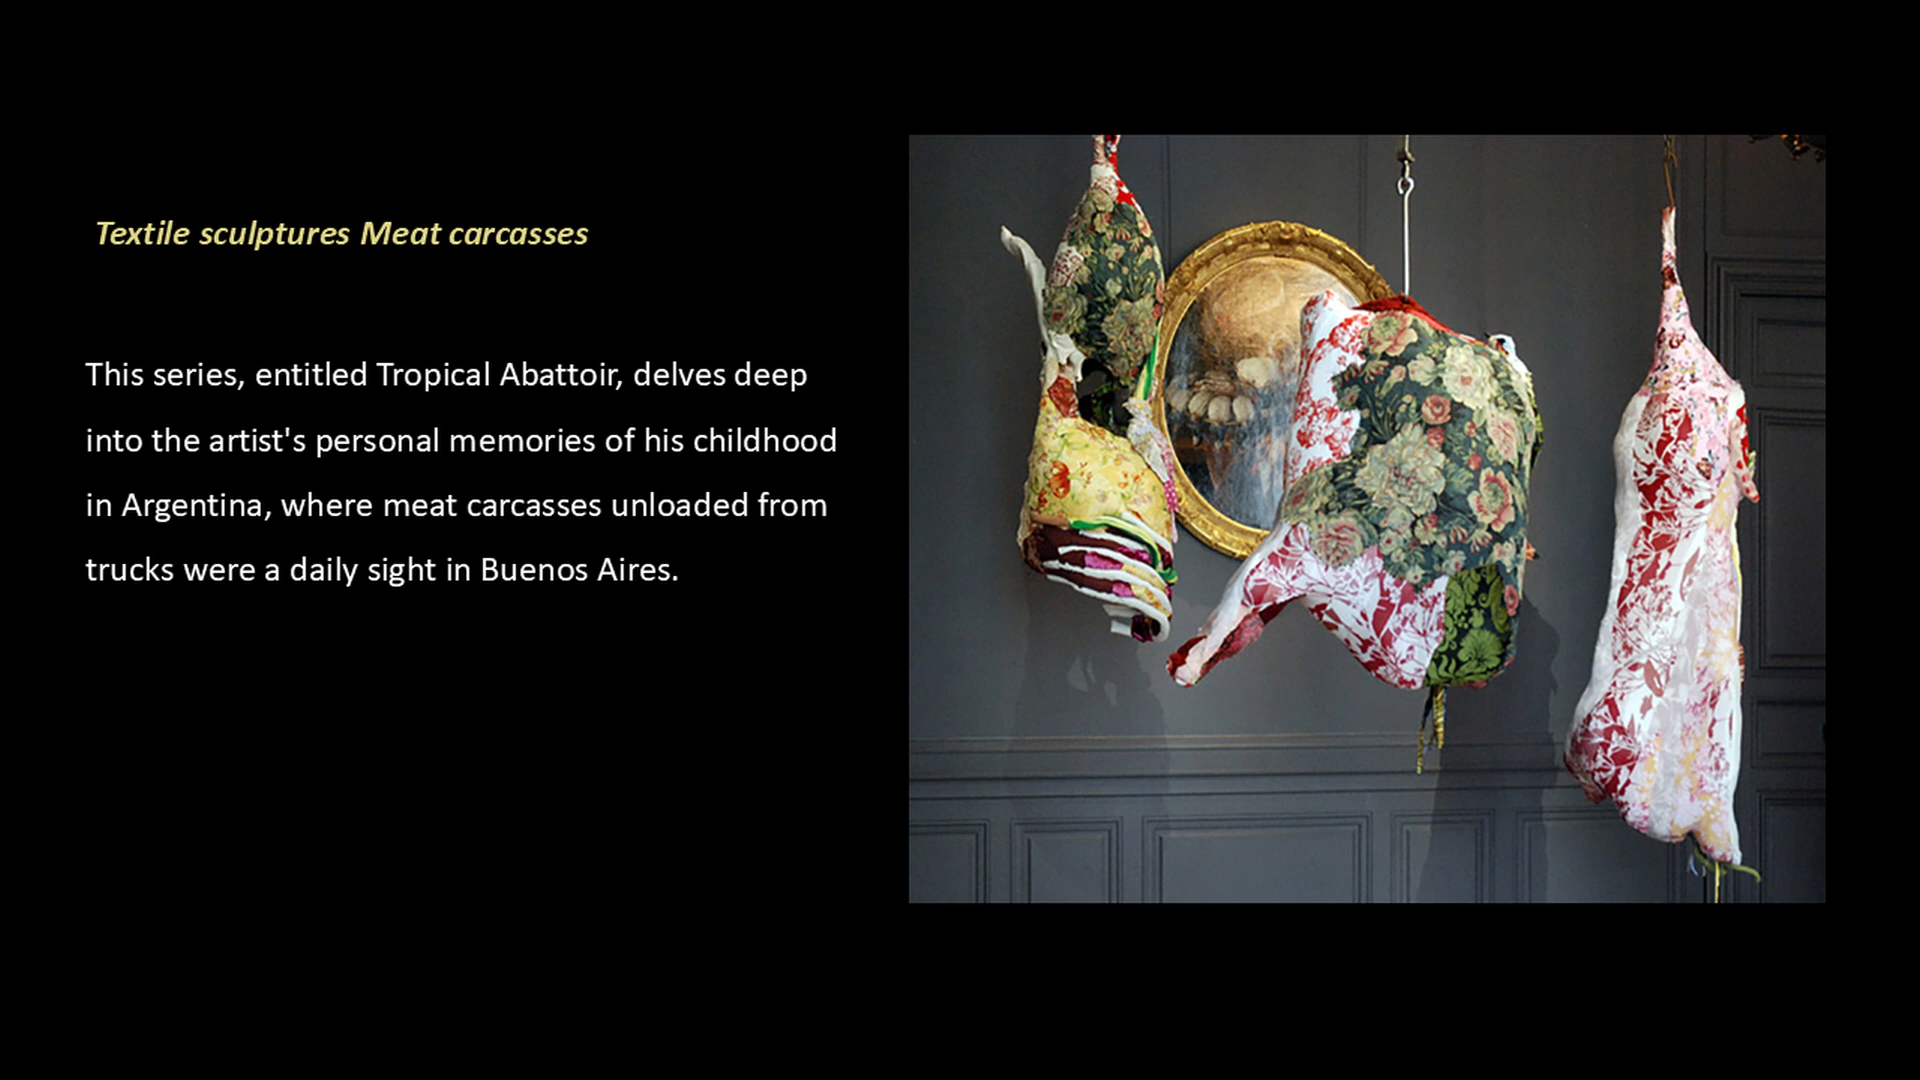 Textile sculptures Meat carcasses
This series, entitled Tropical Abattoir, delves deep
into the artist's personal memories of his childhood
in Argentina, where meat carcasses unloaded from
trucks were a daily sight in Buenos Aires.